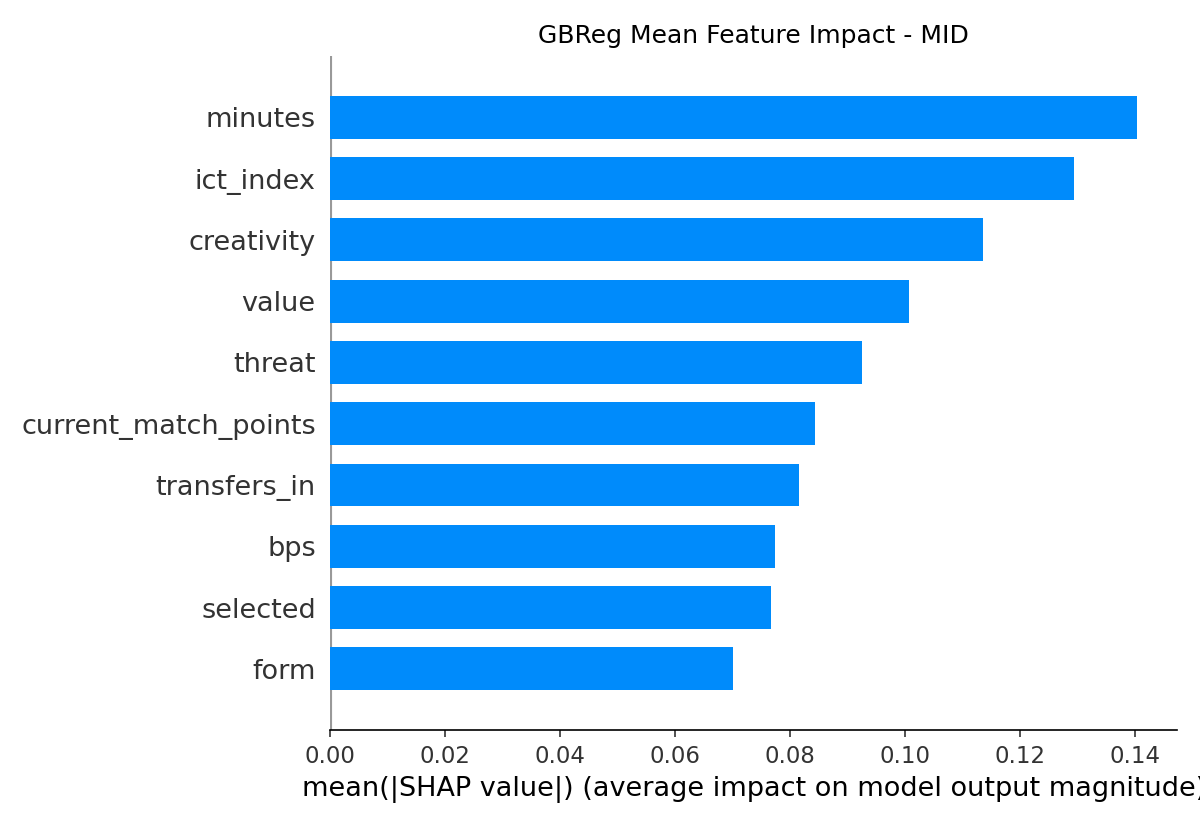 GBReg Mean Feature Impact - MID
minutes
ict_index
creativity
value
threat
current_match_points
transfers_in
bps
selected
form
0.00 0.02 0.04 0.06 0.08 0.10 0.12 0.14
mean(|SHAP value|) (average impact on model output magnitude)